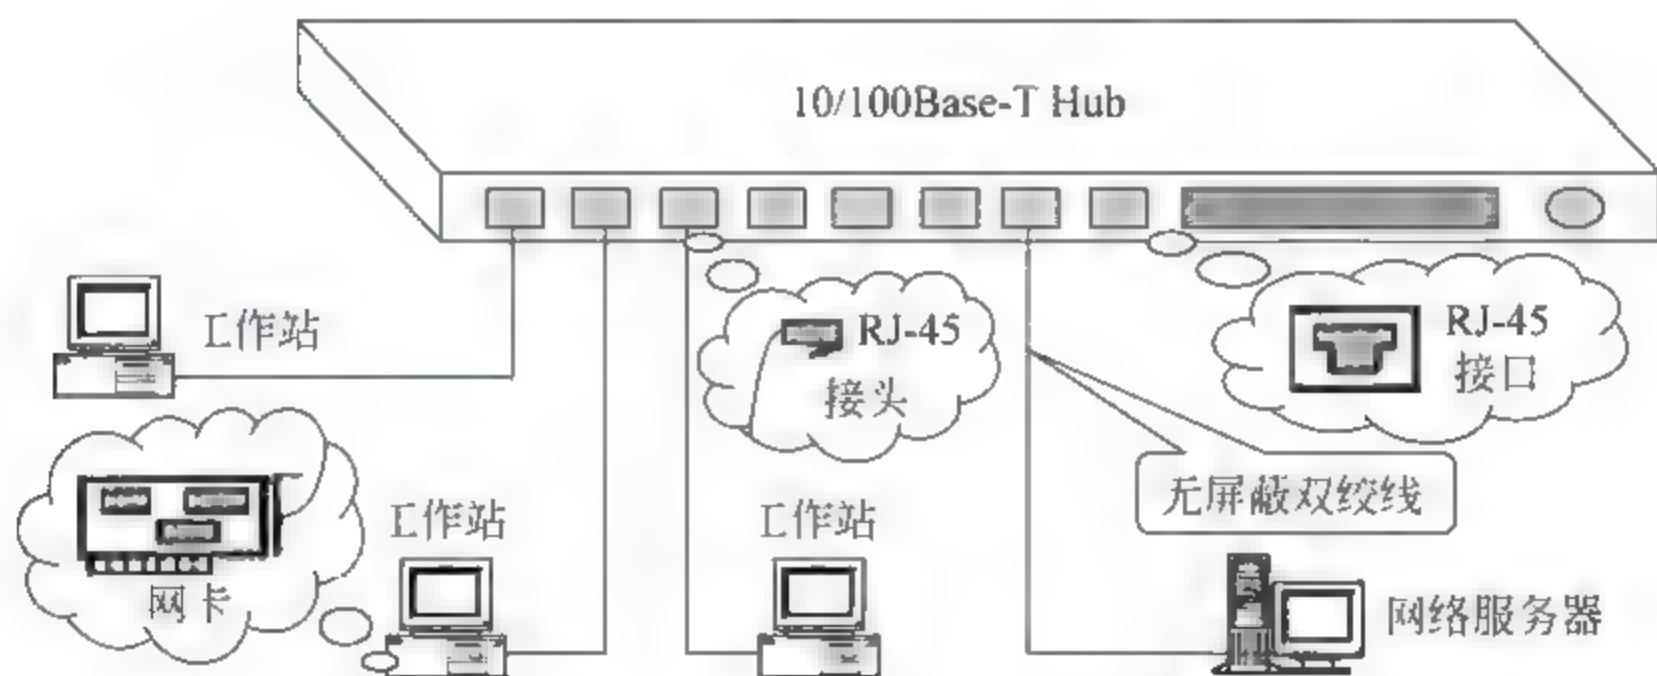 10/100Base-T Hub
工作站
RJ-45
接头
RJ-45
接口
无屏蔽双绞线
网卡
工作站
工作站
网络服务器